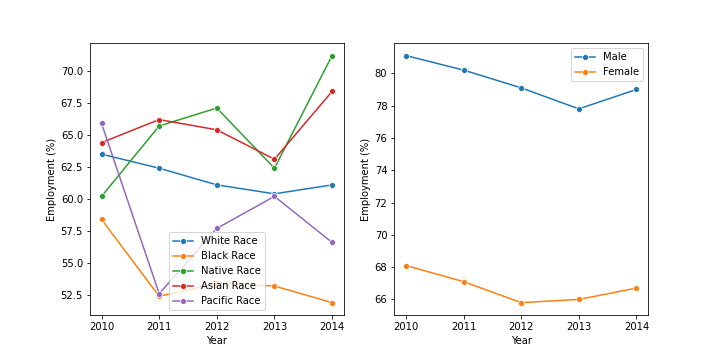 70.0
67.5
65.0
62.5
60.0
57.5
55.0
52.5
Employment (%)
2010 2011 2012 2013 2014
Year
White Race
Black Race
Native Race
Asian Race
Pacific Race
80
78
76
74
72
70
68
66
Employment (%)
2010 2011 2012 2013 2014
Year
Male
Female